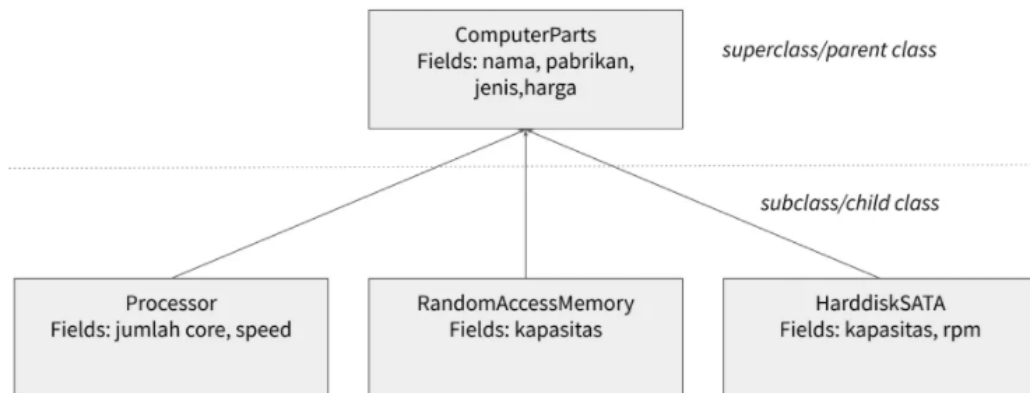 ComputerParts
Fields: nama, pabrikan,
jenis,harga
superclass/parent class
subclass/child class
Processor
Fields: jumlah core, speed
RandomAccessMemory
Fields: kapasitas
HarddiskSATA
Fields: kapasitas, rpm